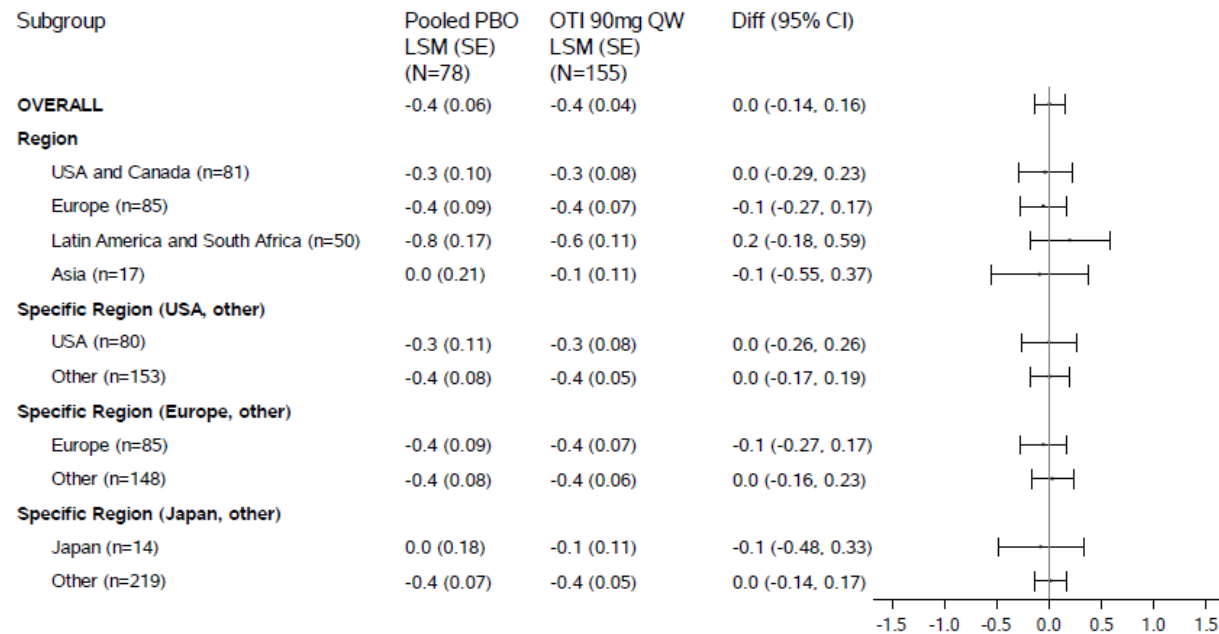 Subgroup Pooled PBO OTI 90mg QW Diff (95% CI)
LSM (SE) LSM (SE)
(N=78) (N=155)
OVERALL -0.4 (0.06) -0.4 (0.04) 0.0 (-0.14, 0.16)
Region
USA and Canada (n=81) -0.3 (0.10) -0.3 (0.08) 0.0 (-0.29, 0.23)
Europe (n=85) -0.4 (0.09) -0.4 (0.07) -0.1 (-0.27, 0.17)
Latin America and South Africa (n=50) -0.8 (0.17) -0.6 (0.11) 0.2 (-0.18, 0.59)
Asia (n=17) 0.0 (0.21) -0.1 (0.11) -0.1 (-0.55, 0.37)
Specific Region (USA, other)
USA (n=80) -0.3 (0.11) -0.3 (0.08) 0.0 (-0.26, 0.26)
Other (n=153) -0.4 (0.08) -0.4 (0.05) 0.0 (-0.17, 0.19)
Specific Region (Europe, other)
Europe (n=85) -0.4 (0.09) -0.4 (0.07) -0.1 (-0.27, 0.17)
Other (n=148) -0.4 (0.08) -0.4 (0.06) 0.0 (-0.16, 0.23)
Specific Region (Japan, other)
Japan (n=14) 0.0 (0.18) -0.1 (0.11) -0.1 (-0.48, 0.33)
Other (n=219) -0.4 (0.07) -0.4 (0.05) 0.0 (-0.14, 0.17)
-1.5 -1.0 -0.5 0.0 0.5 1.0 1.5